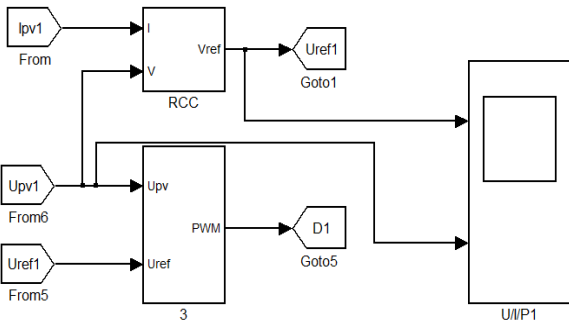 Ipv1
From
I
V
Vref
RCC
Uref1
Goto1
Upv1
From6
Uref1
From5
Upv
Uref
PWM
3
D1
Goto5
U/I/P1